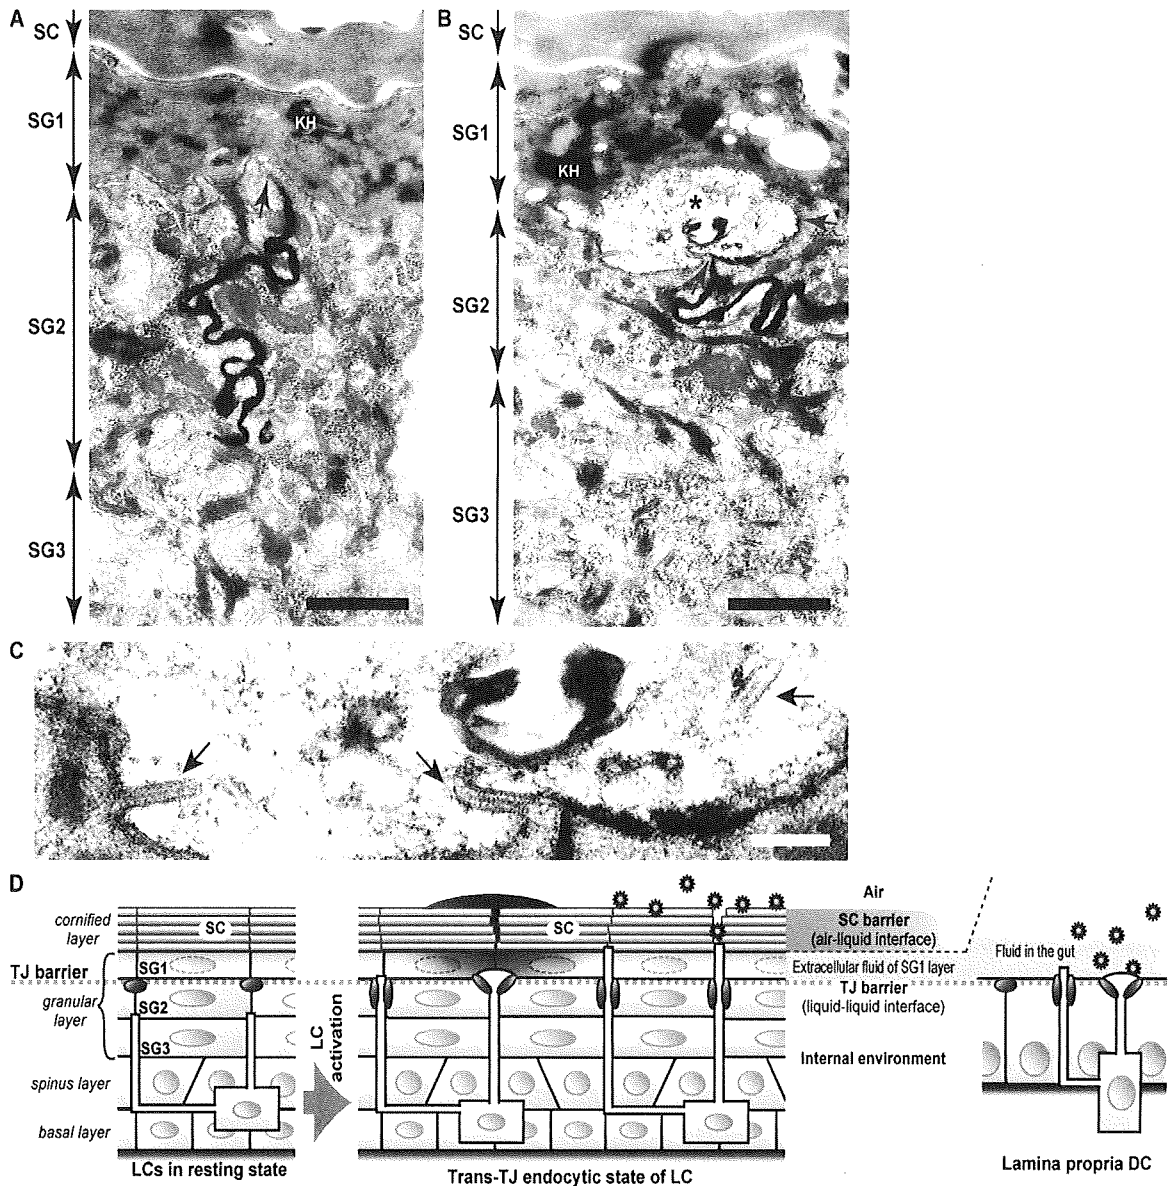 A
SC
SG1
SG2
SG3
KH
B
SC
SG1
SG2
SG3
KH
*
C
D
cornified
layer
TJ barrier
granular
layer
spinus layer
basal layer
SC
SG1
SG2
SG3
LCs in resting state
LC
activation
SC
Trans-TJ endocytic state of LC
Air
SC barrier
(air-liquid interface)
Extracellular fluid of SG1 layer
TJ barrier
(liquid-liquid interface)
Internal environment
Fluid in the gut
Lamina propria DC